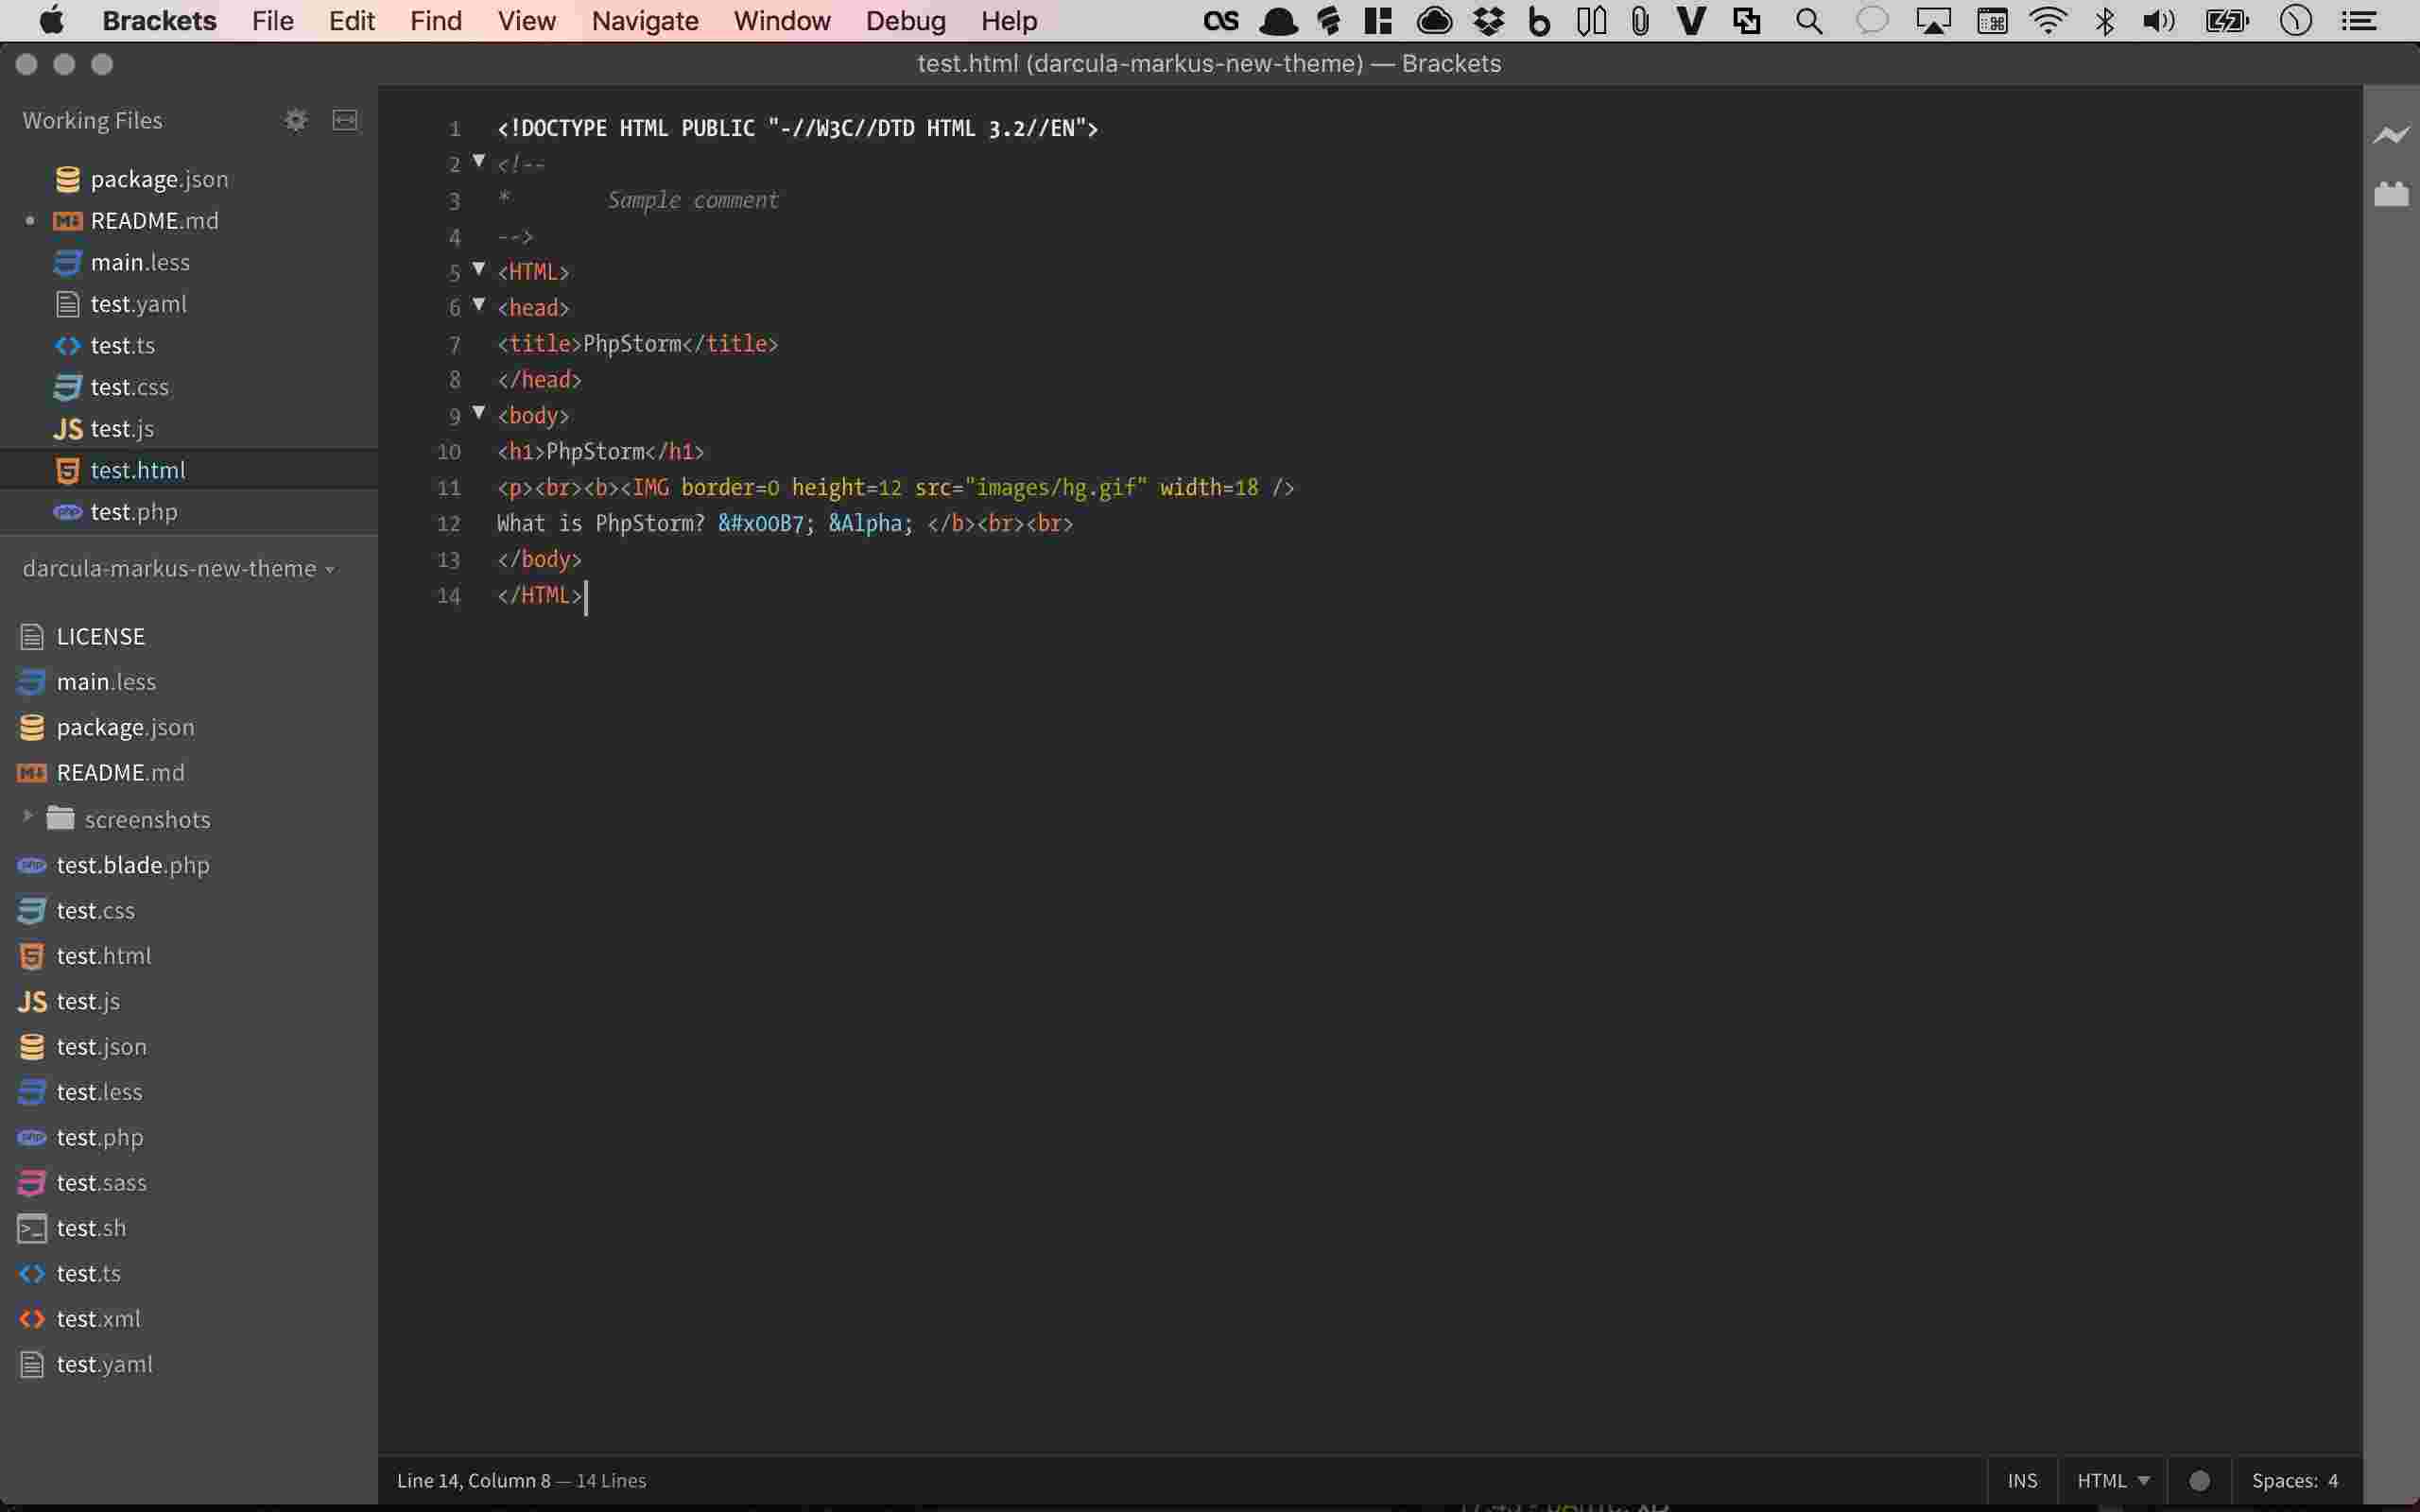 Brackets File Edit Find View Navigate Window Debug Help
test.html (darcula-markus-new-theme) — Brackets
Working Files
package.json
README.md
main.less
test.yaml
test.ts
test.css
JS test.js
test.html
php test.php
darcula-markus-new-theme
LICENSE
main.less
package.json
README.md
screenshots
php test.blade.php
test.css
test.html
JS test.js
test.json
test.less
php test.php
test.sass
test.sh
test.ts
test.xml
test.yaml
1 <!DOCTYPE HTML PUBLIC "-//W3C//DTD HTML 3.2//EN">
2 <!--
3 * Sample comment
4 -->
5 <HTML>
6 <head>
7 <title>PhpStorm</title>
8 </head>
9 <body>
10 <h1>PhpStorm</h1>
11 <p><br><b><IMG border=0 height=12 src="images/hg.gif" width=18 />
12 What is PhpStorm? &#x00B7; &Alpha; </b><br><br>
13 </body>
14 </HTML>
Line 14, Column 8 — 14 Lines
INS HTML Spaces: 4